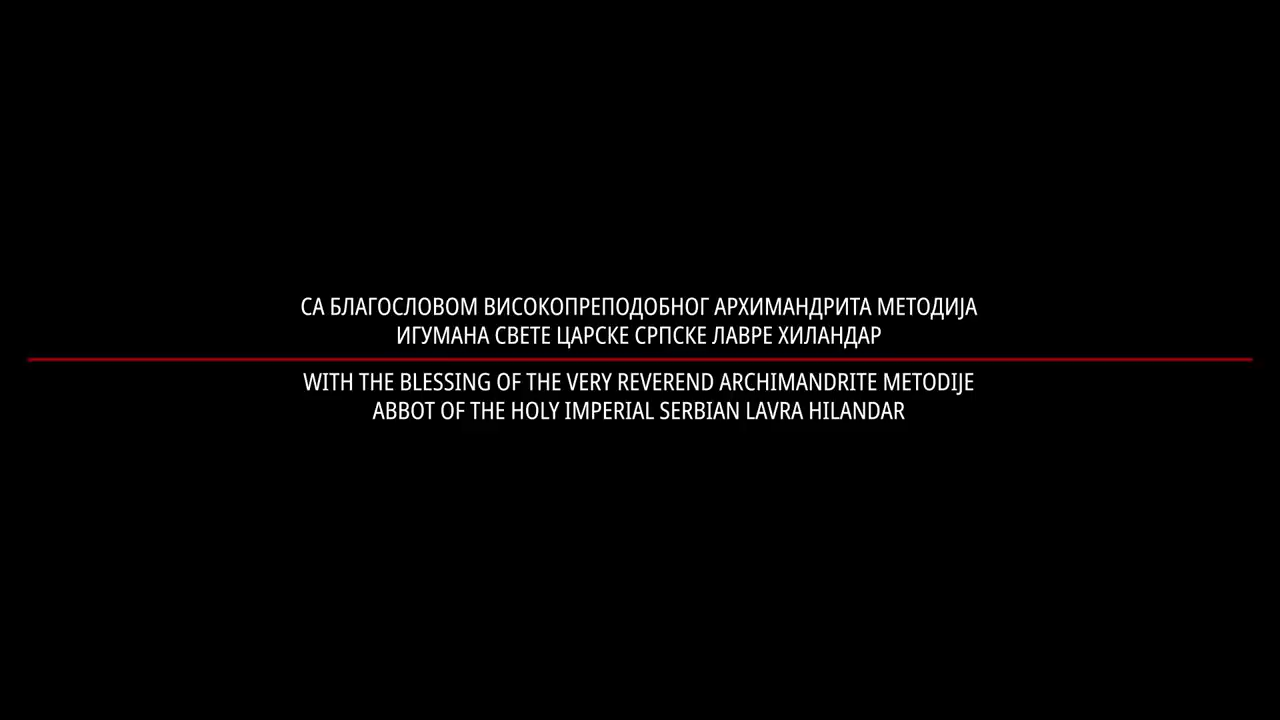 СА БЛАГОСЛОВОМ ВИСОКОПРЕПОДОБНОГ АРХИМАНДРИТА МЕТОДИЈА
ИГУМАНА СВЕТЕ ЦАРСКЕ СРПСКЕ ЛАВРЕ ХИЛАНДАР
WITH THE BLESSING OF THE VERY REVEREND ARCHIMANDRITE METODIJE
ABBOT OF THE HOLY IMPERIAL SERBIAN LAVRA HILANDAR